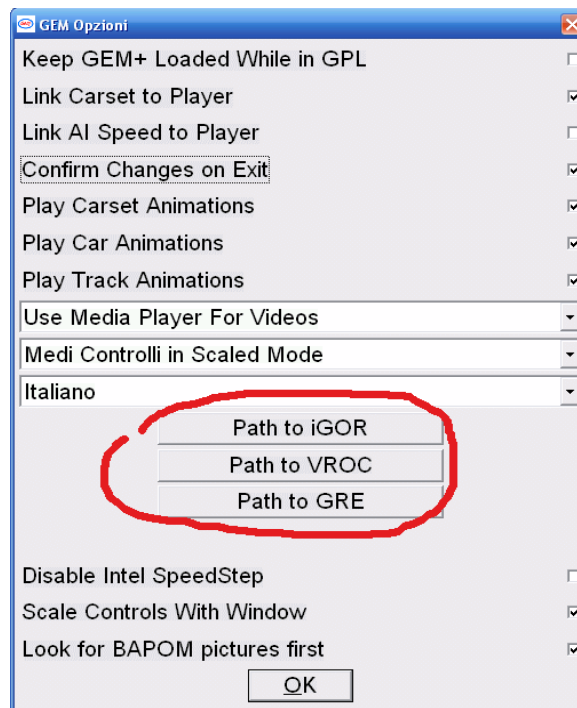 GEM Opzioni
Keep GEM+ Loaded While in GPL
Link Carset to Player
Link AI Speed to Player
Confirm Changes on Exit
Play Carset Animations
Play Car Animations
Play Track Animations
Use Media Player For Videos
Medi Controlli in Scaled Mode
Italiano
Path to iGOR
Path to VROC
Path to GRE
Disable Intel SpeedStep
Scale Controls With Window
Look for BAPOM pictures first
OK